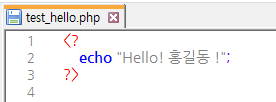 test_hello.php
1 <?
2 echo "Hello! 홍길동 !";
3 ?>
4